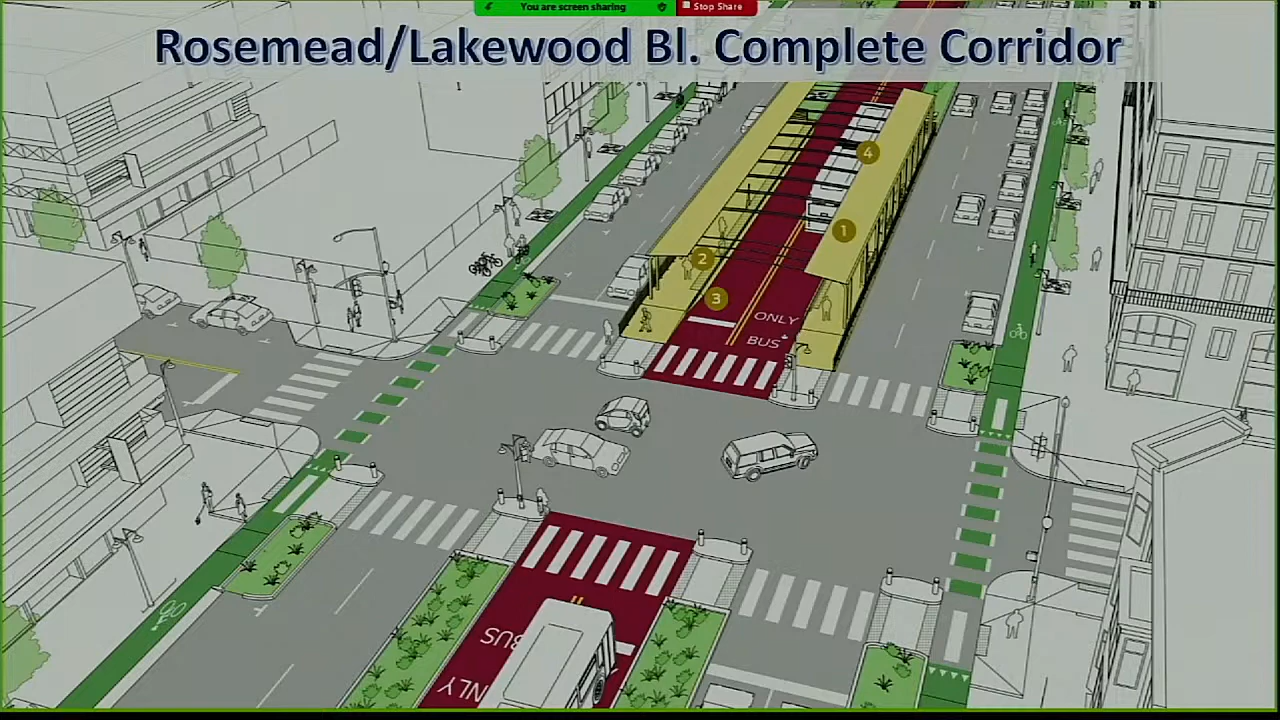 You are screen sharing
Stop Share
Rosemead/Lakewood Bl. Complete Corridor
4
1
2
3
ONLY
BUS
BUS
ONLY